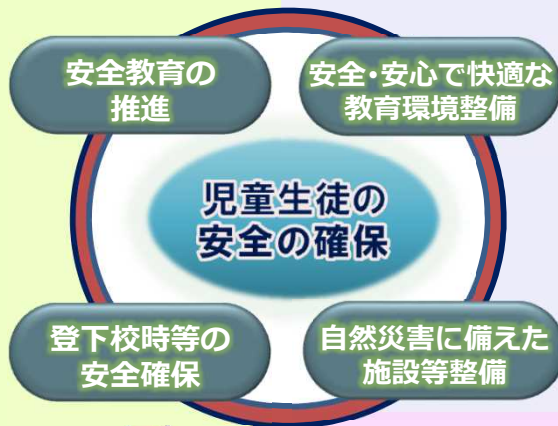 安全教育の
推進
安全・安心で快適な
教育環境整備
児童生徒の
安全の確保
登下校時等の
安全確保
自然災害に備えた
施設等整備